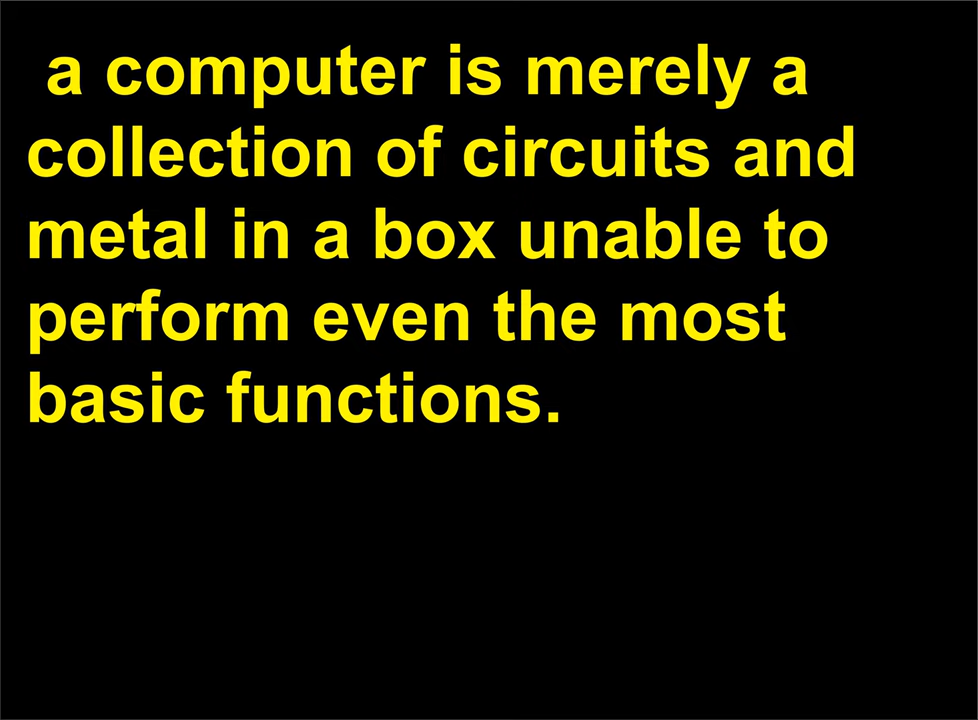 a computer is merely a
collection of circuits and
metal in a box unable to
perform even the most
basic functions.